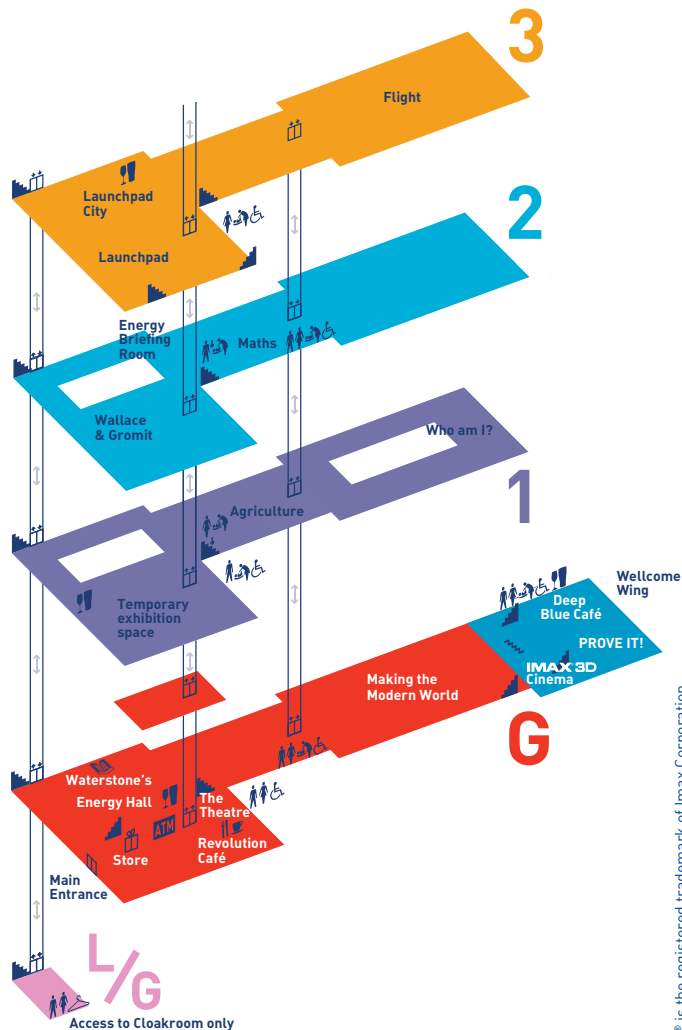 3
Flight
Launchpad
City
Launchpad
2
Energy
Briefing
Room
Maths
Wallace
& Gromit
Who am I?
1
Agriculture
Temporary
exhibition
space
Wellcome
Wing
Deep
Blue Café
PROVE IT!
IMAX 3D
Cinema
Making the
Modern World
G
Waterstone's
Energy Hall
The
Theatre
ATM
Store
Revolution
Café
Main
Entrance
L/G
Access to Cloakroom only
® is the registered trademark of Imax Corporation